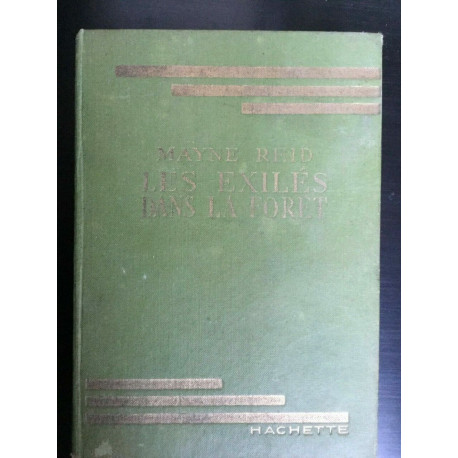 MAYNE REID
LES EXILÉS
DANS LA FORÊT
HACHETTE